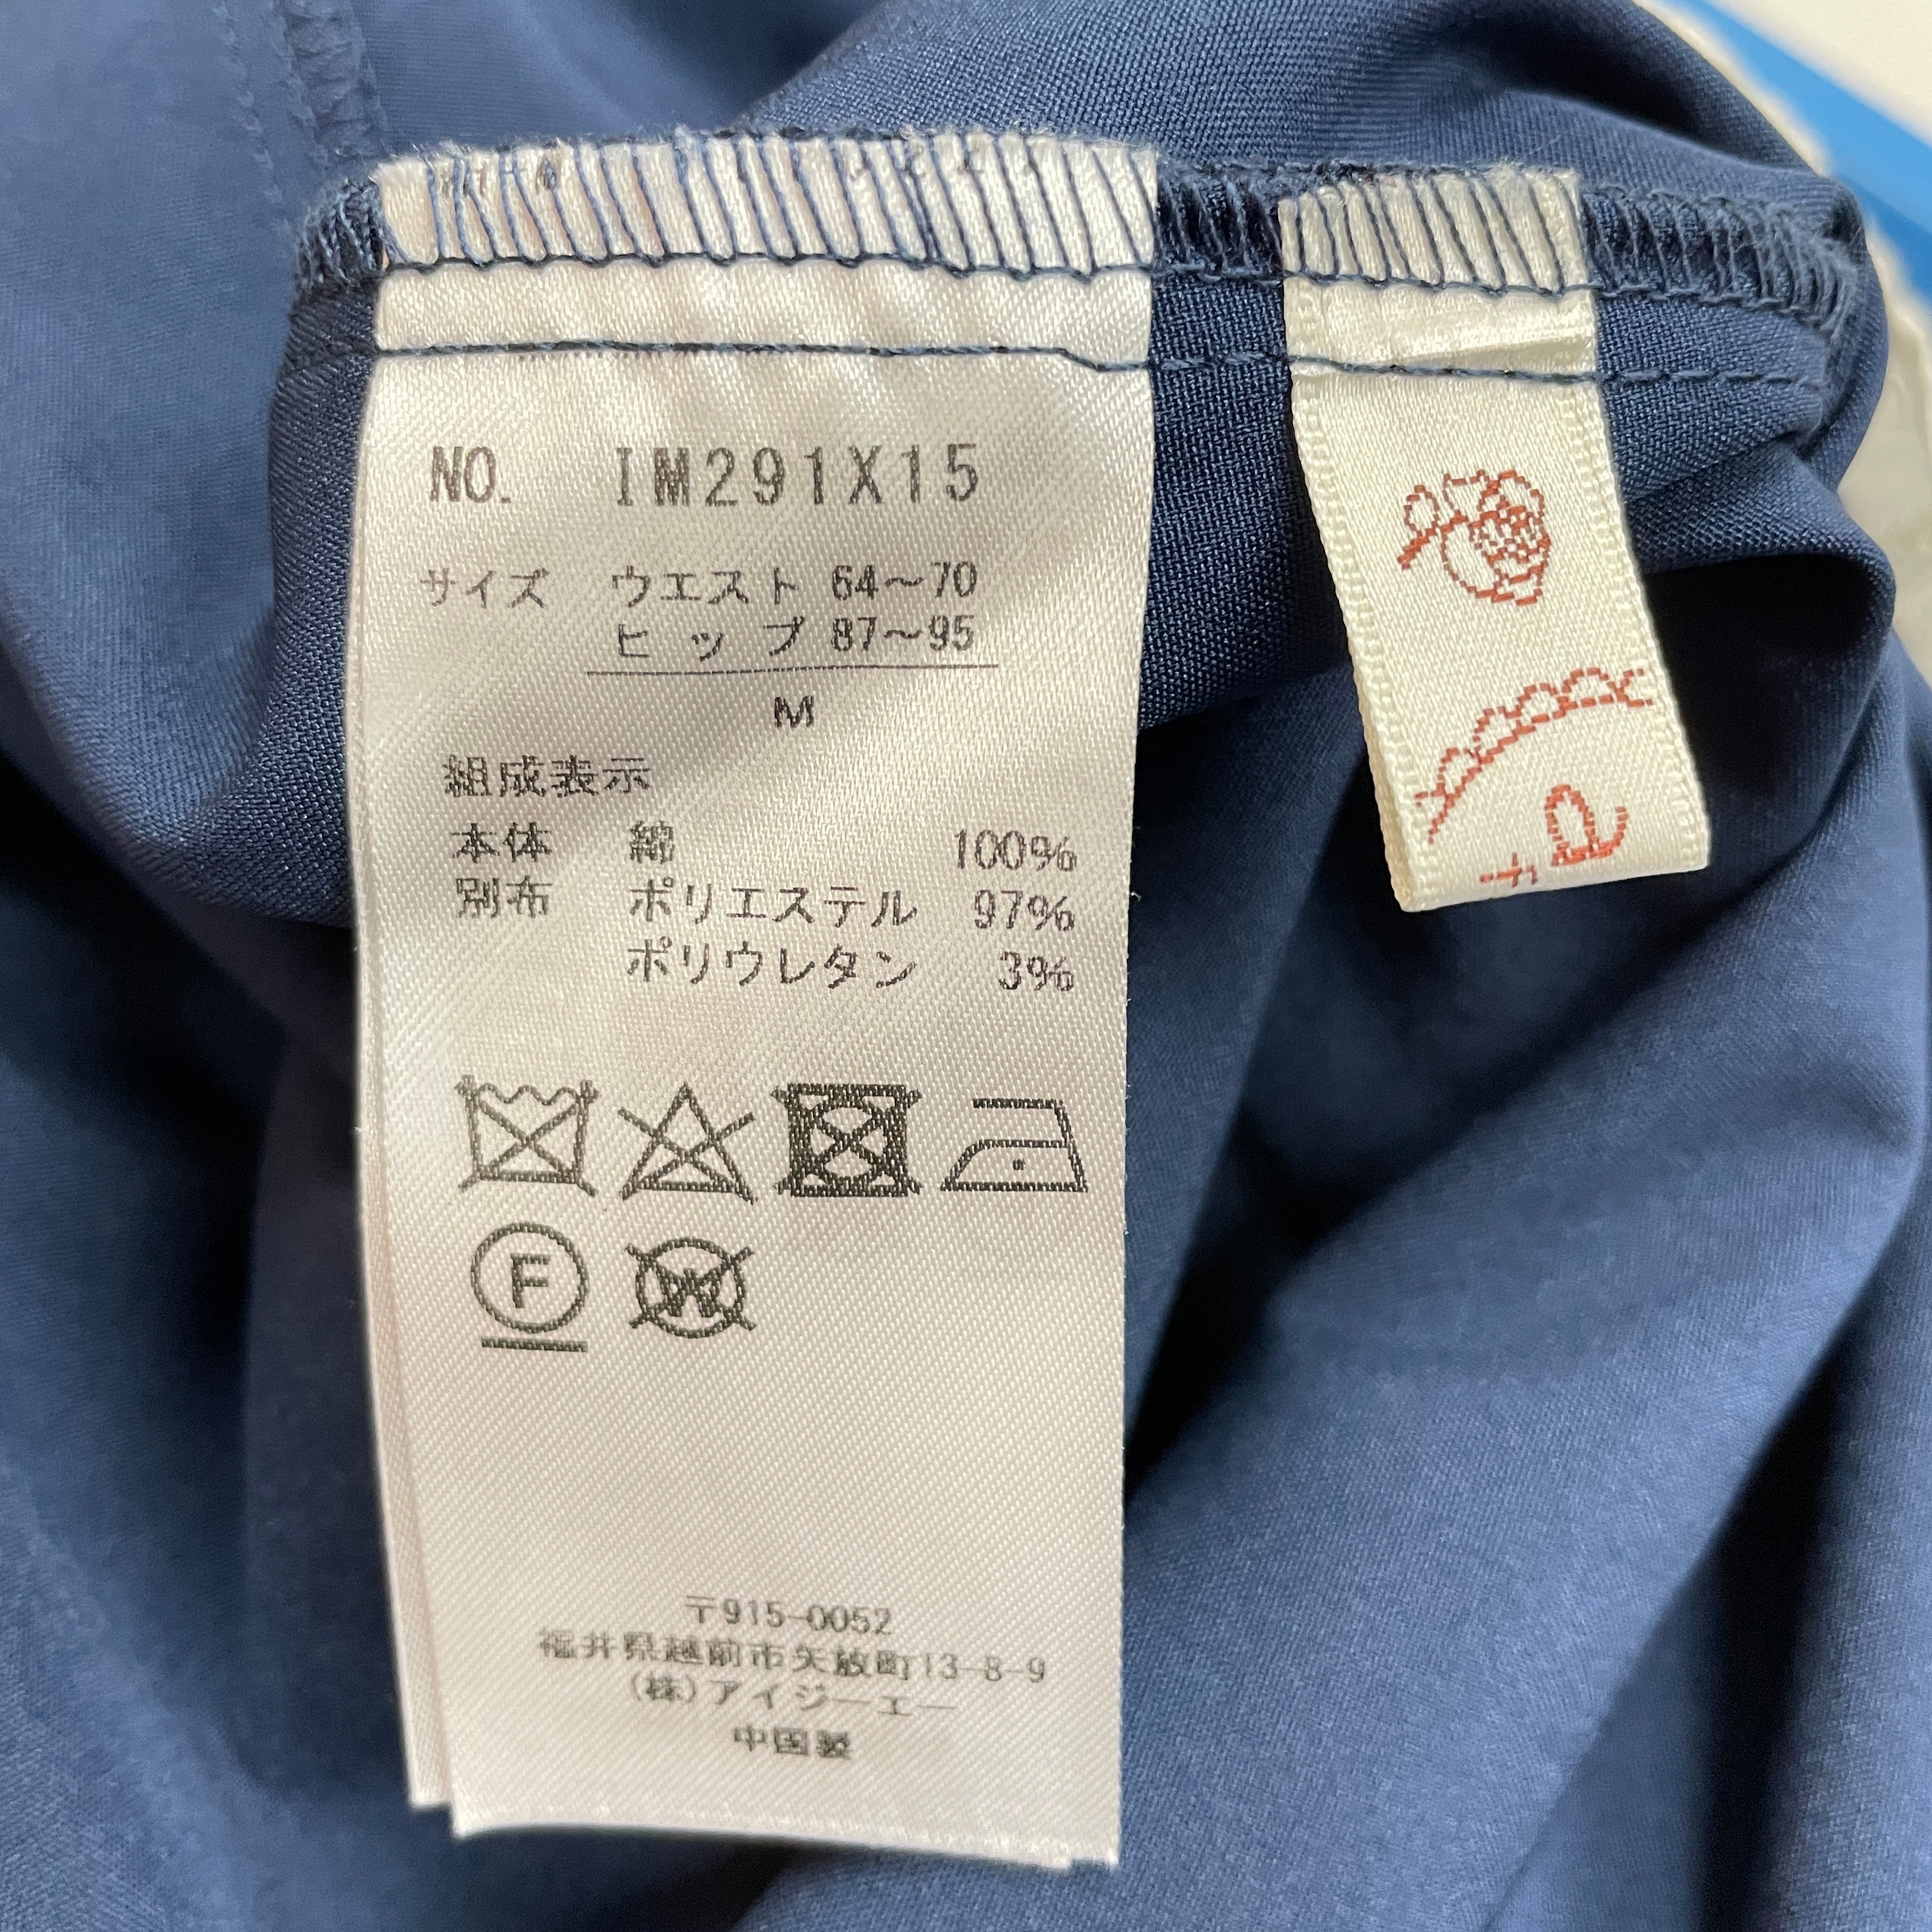 NO. IM291X15
サイズ ウエスト 64～70
ヒップ 87～95
M
組成表示
本体 綿 100%
別布 ポリエステル 97%
ポリウレタン 3%
F
W
〒915-0052
福井県越前市矢放町13-8-9
(株)アイジーエー
中国製